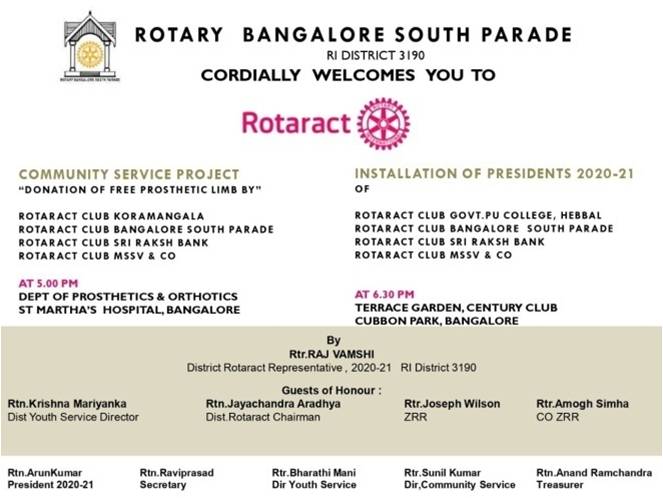 ROTARY BANGALORE SOUTH PARADE
RI DISTRICT 3190
CORDIALLY WELCOMES YOU TO
ROTARY BANGALORE SOUTH PARADE
Rotaract
COMMUNITY SERVICE PROJECT
“DONATION OF FREE PROSTHETIC LIMB BY”
ROTARACT CLUB KORAMANGALA
ROTARACT CLUB BANGALORE SOUTH PARADE
ROTARACT CLUB SRI RAKSH BANK
ROTARACT CLUB MSSV & CO
AT 5.00 PM
DEPT OF PROSTHETICS & ORTHOTICS
ST MARTHA'S HOSPITAL, BANGALORE
INSTALLATION OF PRESIDENTS 2020-21
OF
ROTARACT CLUB GOVT.PU COLLEGE, HEBBAL
ROTARACT CLUB BANGALORE SOUTH PARADE
ROTARACT CLUB SRI RAKSH BANK
ROTARACT CLUB MSSV & CO
AT 6.30 PM
TERRACE GARDEN, CENTURY CLUB
CUBBON PARK, BANGALORE
By
Rtr.RAJ VAMSHI
District Rotaract Representative , 2020-21 RI District 3190
Guests of Honour :
Rtn.Krishna Mariyanka
Dist Youth Service Director
Rtn.Jayachandra Aradhya
Dist.Rotaract Chairman
Rtr.Joseph Wilson
ZRR
Rtr.Amogh Simha
CO ZRR
Rtn.ArunKumar
President 2020-21
Rtn.Raviprasad
Secretary
Rtr.Bharathi Mani
Dir Youth Service
Rtr.Sunil Kumar
Dir,Community Service
Rtn.Anand Ramchandra
Treasurer